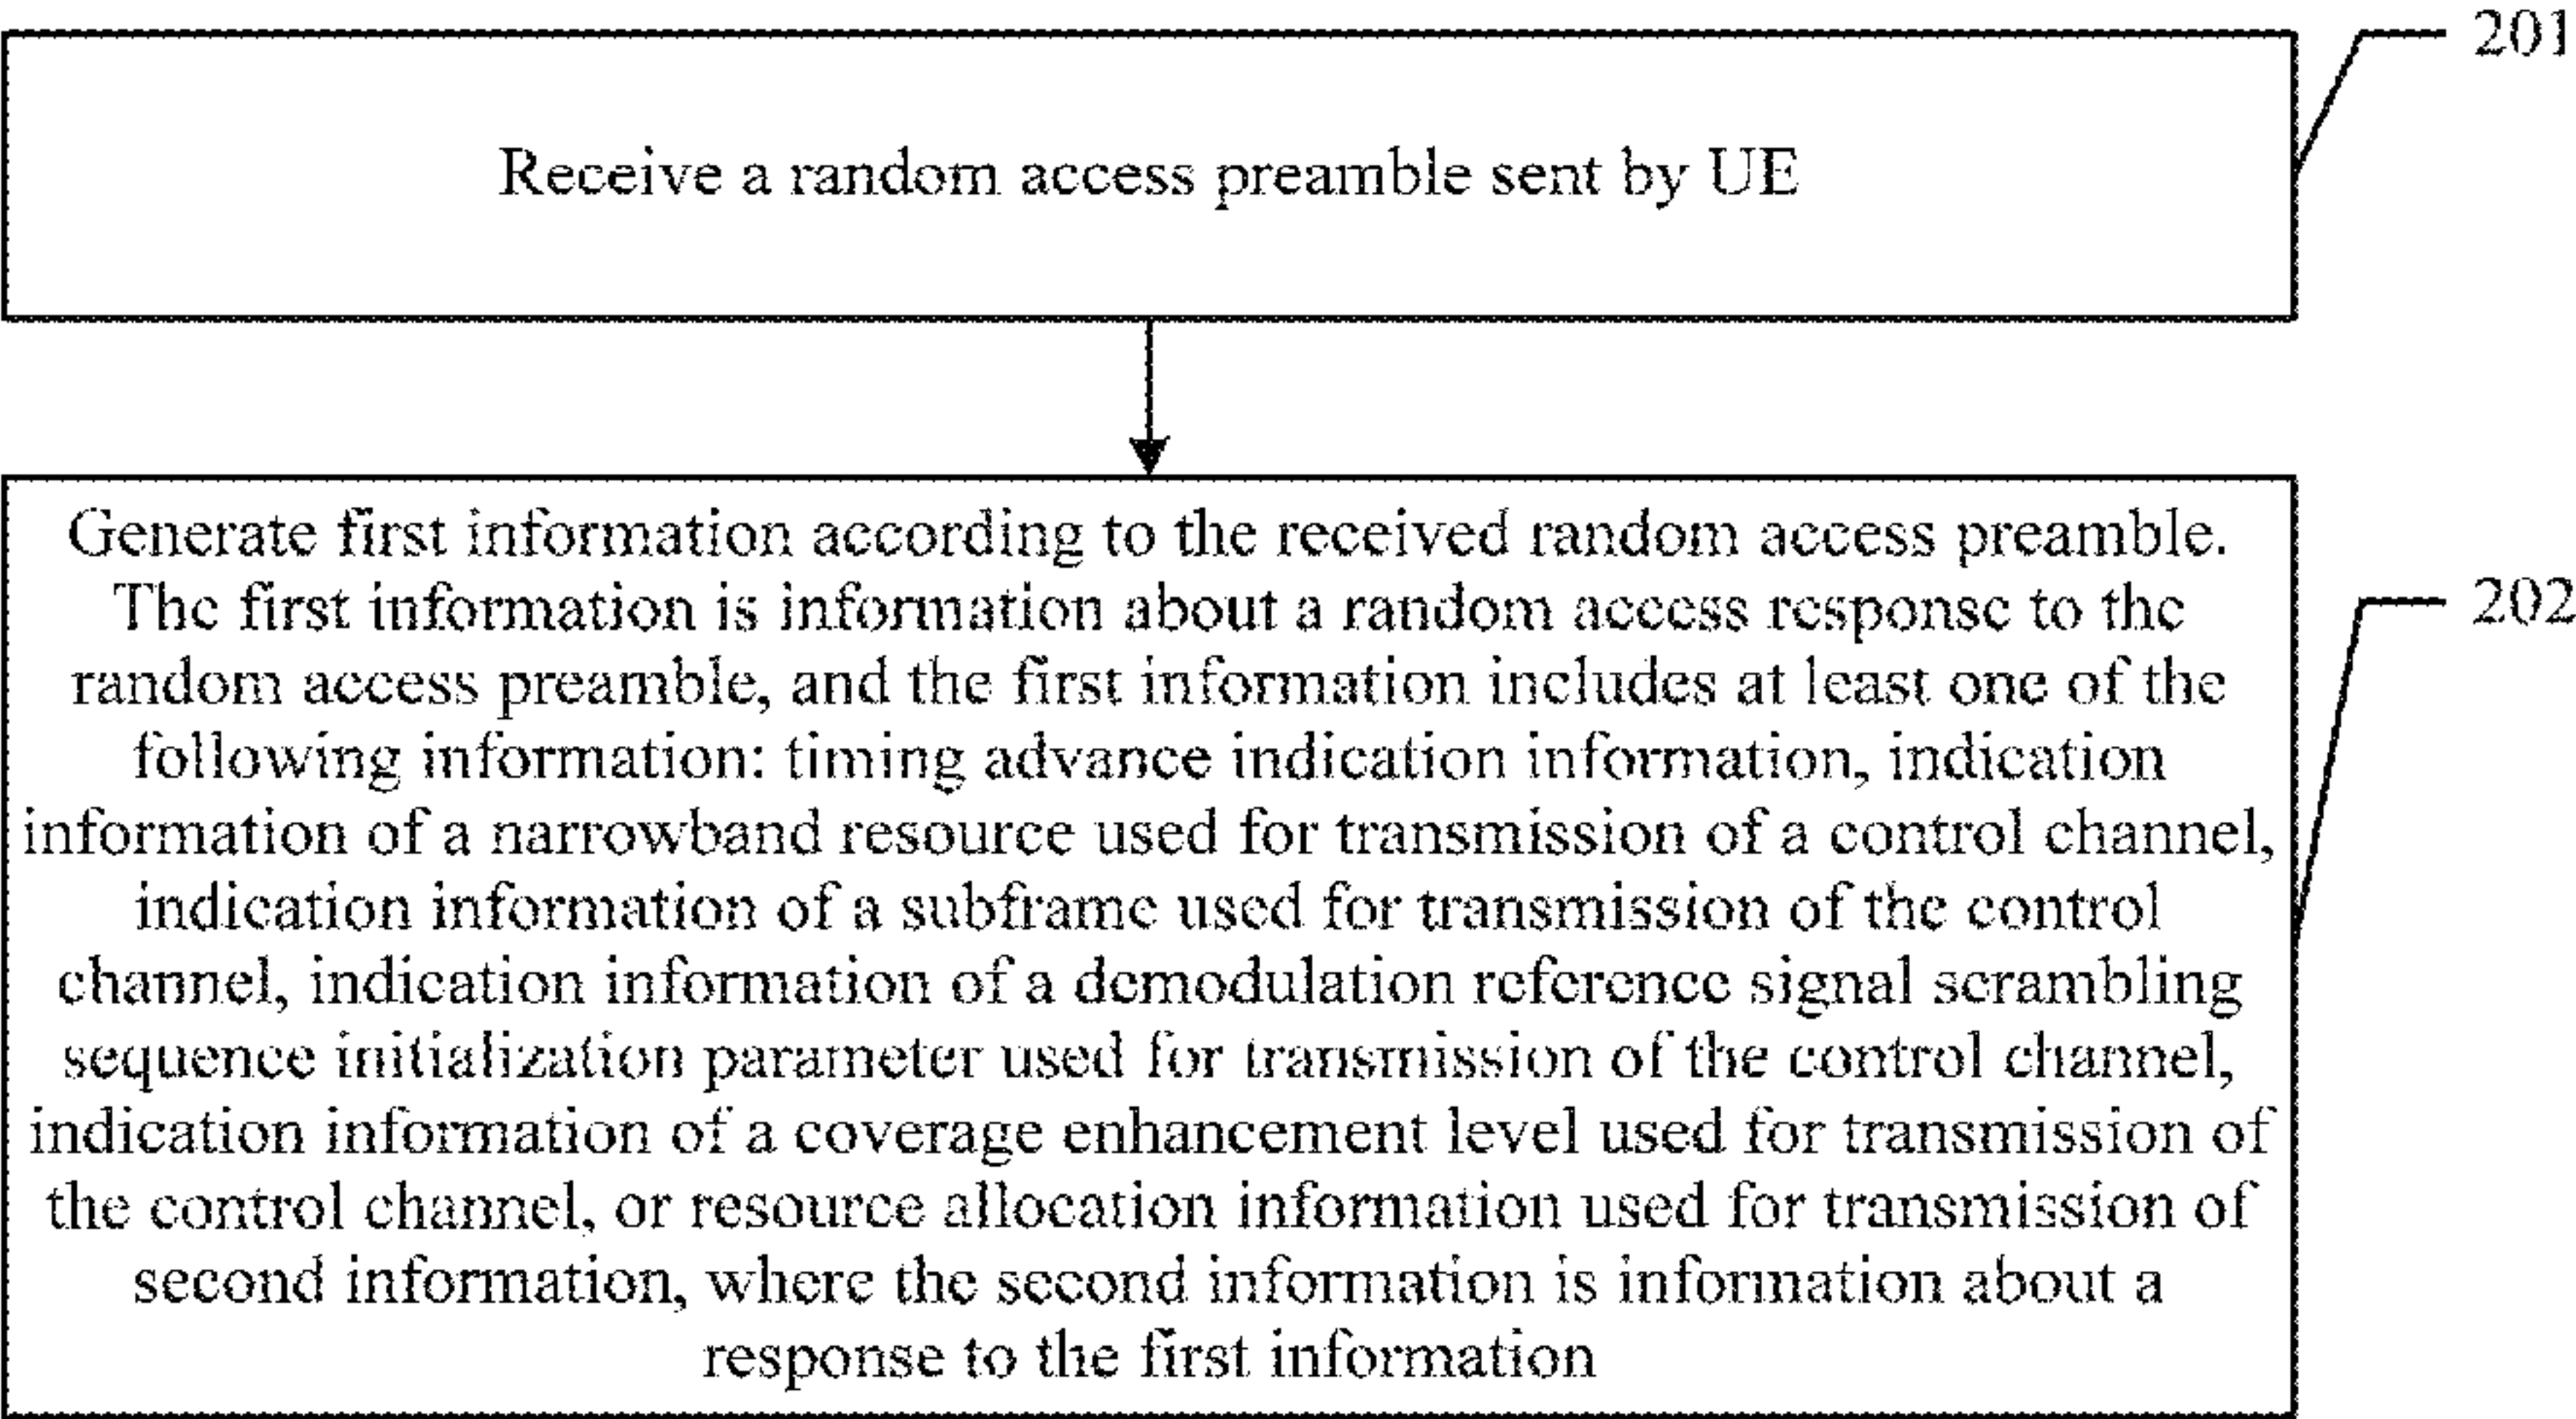 201
Receive a random access preamble sent by UE
Generate first information according to the received random access preamble.
The first information is information about a random access response to the
random access preamble, and the first information includes at least one of the
following information: timing advance indication information, indication
information of a narrowband resource used for transmission of a control channel,
indication information of a subframe used for transmission of the control
channel, indication information of a demodulation reference signal scrambling
sequence initialization parameter used for transmission of the control channel,
indication information of a coverage enhancement level used for transmission of
the control channel, or resource allocation information used for transmission of
second information, where the second information is information about a
response to the first information
202